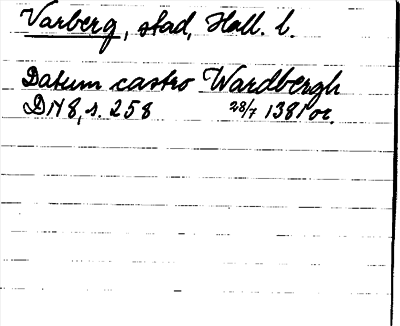 Varberg, stad, Hall. l.
Datum castro Wardbergh
DN 8, s. 258 28/7 1381 or.